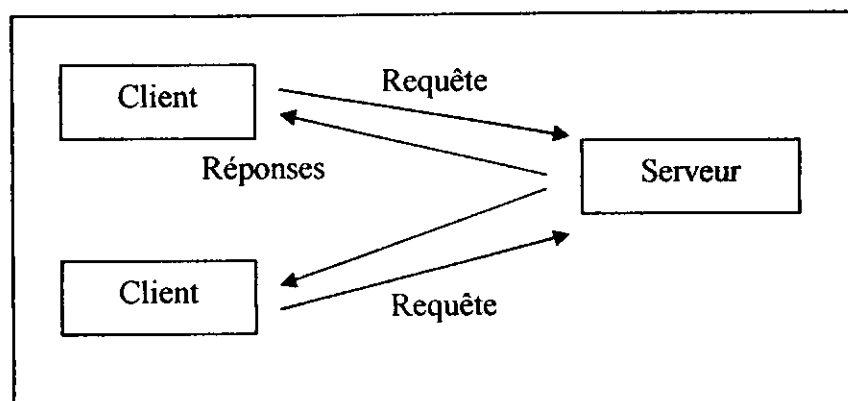 Client
Requête
Réponses
Serveur
Client
Requête